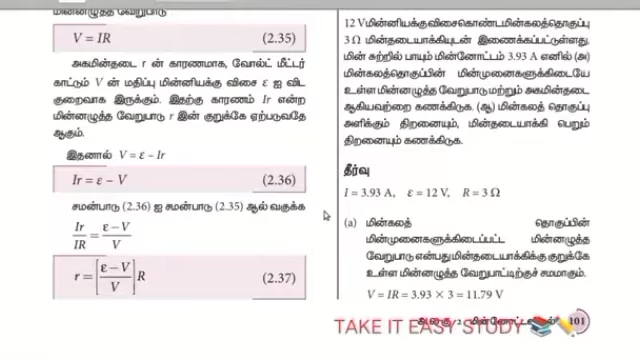 மின்னழுத்த வேறுபாடு
V = IR (2.35)
அகமின்தடை r ன் காரணமாக, வோல்ட் மீட்டர்
காட்டும் V ன் மதிப்பு மின்னியக்கு விசை ε ஐ விட
குறைவாக இருக்கும். இதற்கு காரணம் Ir என்ற
மின்னழுத்த வேறுபாடு r இன் குறுக்கே ஏற்படுவதே
ஆகும்.
இதனால் V = ε – Ir
Ir = ε – V (2.36)
சமன்பாடு (2.36) ஐ சமன்பாடு (2.35) ஆல் வகுக்க
Ir/IR = (ε – V)/V
r = [(ε – V)/V] R (2.37)
12 V மின்னியக்குவிசைகொண்டமின்கலத்தொகுப்பு
3 Ω மின்தடையாக்கியுடன் இணைக்கப்பட்டுள்ளது.
மின் சுற்றில் பாயும் மின்னோட்டம் 3.93 A எனில் (அ)
மின்கலத்தொகுப்பின் மின்முனைகளுக்கிடையே
உள்ள மின்னழுத்த வேறுபாடு மற்றும் அகமின்தடை
ஆகியவற்றை கணக்கிடுக. (ஆ) மின்கலத் தொகுப்பு
அளிக்கும் திறனையும், மின்தடையாக்கி பெறும்
திறனையும் கணக்கிடுக.
தீர்வு
I = 3.93 A, ε = 12 V, R = 3 Ω
(a) மின்கலத் தொகுப்பின்
மின்முனைகளுக்கிடைப்பட்ட மின்னழுத்த
வேறுபாடு என்பது மின்தடையாக்கிக்கு குறுக்கே
உள்ள மின்னழுத்த வேறுபாட்டிற்குச் சமமாகும்.
V = IR = 3.93 × 3 = 11.79 V
101
TAKE IT EASY STUDY